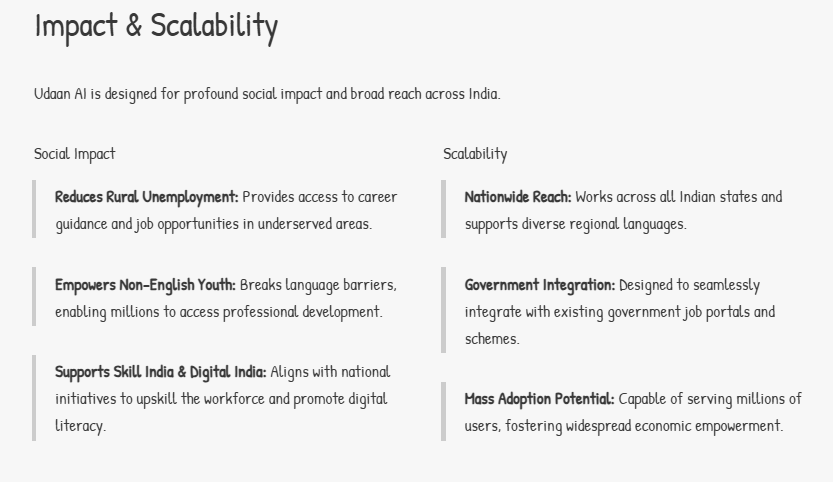 Impact & Scalability
Udaan AI is designed for profound social impact and broad reach across India.
Social Impact
Reduces Rural Unemployment: Provides access to career
guidance and job opportunities in underserved areas.
Empowers Non-English Youth: Breaks language barriers,
enabling millions to access professional development.
Supports Skill India & Digital India: Aligns with national
initiatives to upskill the workforce and promote digital
literacy.
Scalability
Nationwide Reach: Works across all Indian states and
supports diverse regional languages.
Government Integration: Designed to seamlessly
integrate with existing government job portals and
schemes.
Mass Adoption Potential: Capable of serving millions of
users, fostering widespread economic empowerment.